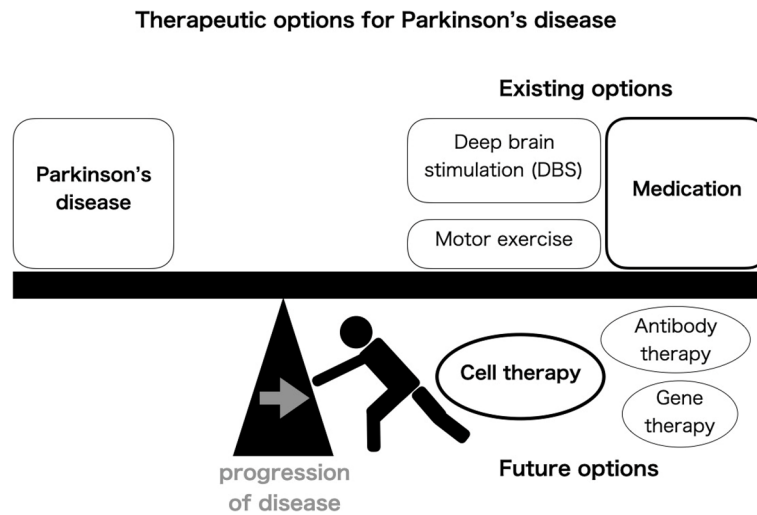 Therapeutic options for Parkinson's disease
Existing options
Parkinson's
disease
Deep brain
stimulation (DBS)
Motor exercise
Medication
Cell therapy
Antibody
therapy
Gene
therapy
progression
of disease
Future options